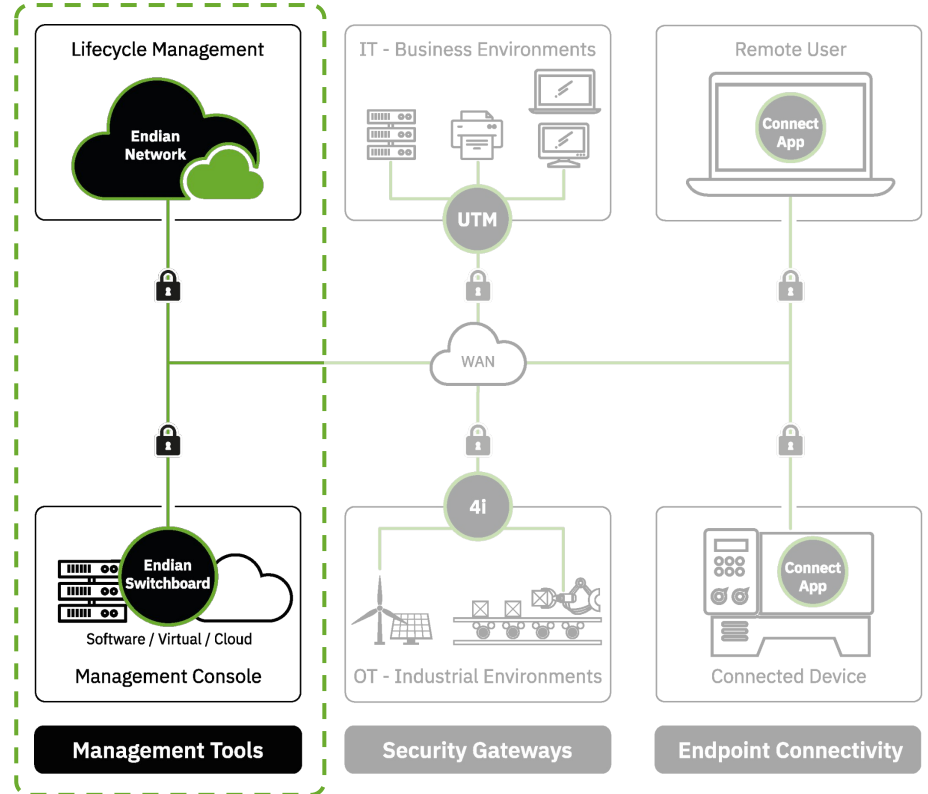 Lifecycle Management
Endian
Network
IT - Business Environments
UTM
Remote User
Connect
App
WAN
Endian
Switchboard
Software / Virtual / Cloud
Management Console
4i
OT - Industrial Environments
Connect
App
Connected Device
Management Tools
Security Gateways
Endpoint Connectivity